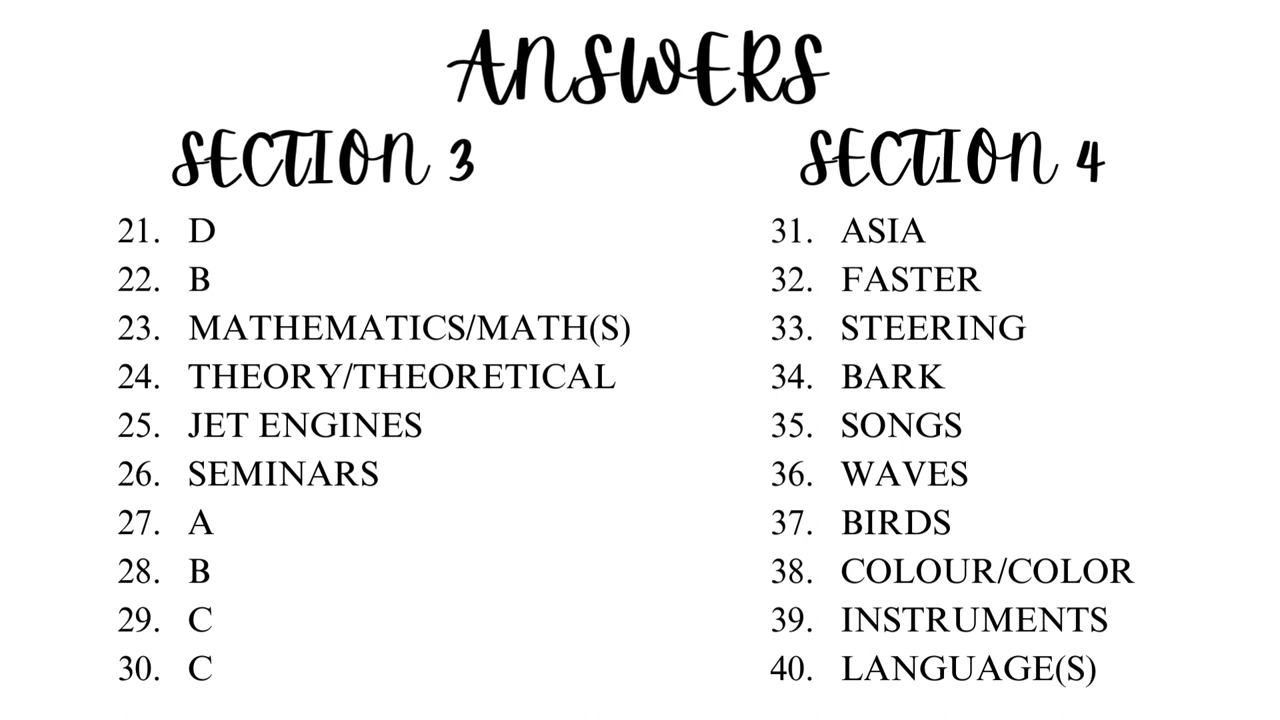 ANSWERS
SECTION 3
21. D
22. B
23. MATHEMATICS/MATH(S)
24. THEORY/THEORETICAL
25. JET ENGINES
26. SEMINARS
27. A
28. B
29. C
30. C
SECTION 4
31. ASIA
32. FASTER
33. STEERING
34. BARK
35. SONGS
36. WAVES
37. BIRDS
38. COLOUR/COLOR
39. INSTRUMENTS
40. LANGUAGE(S)